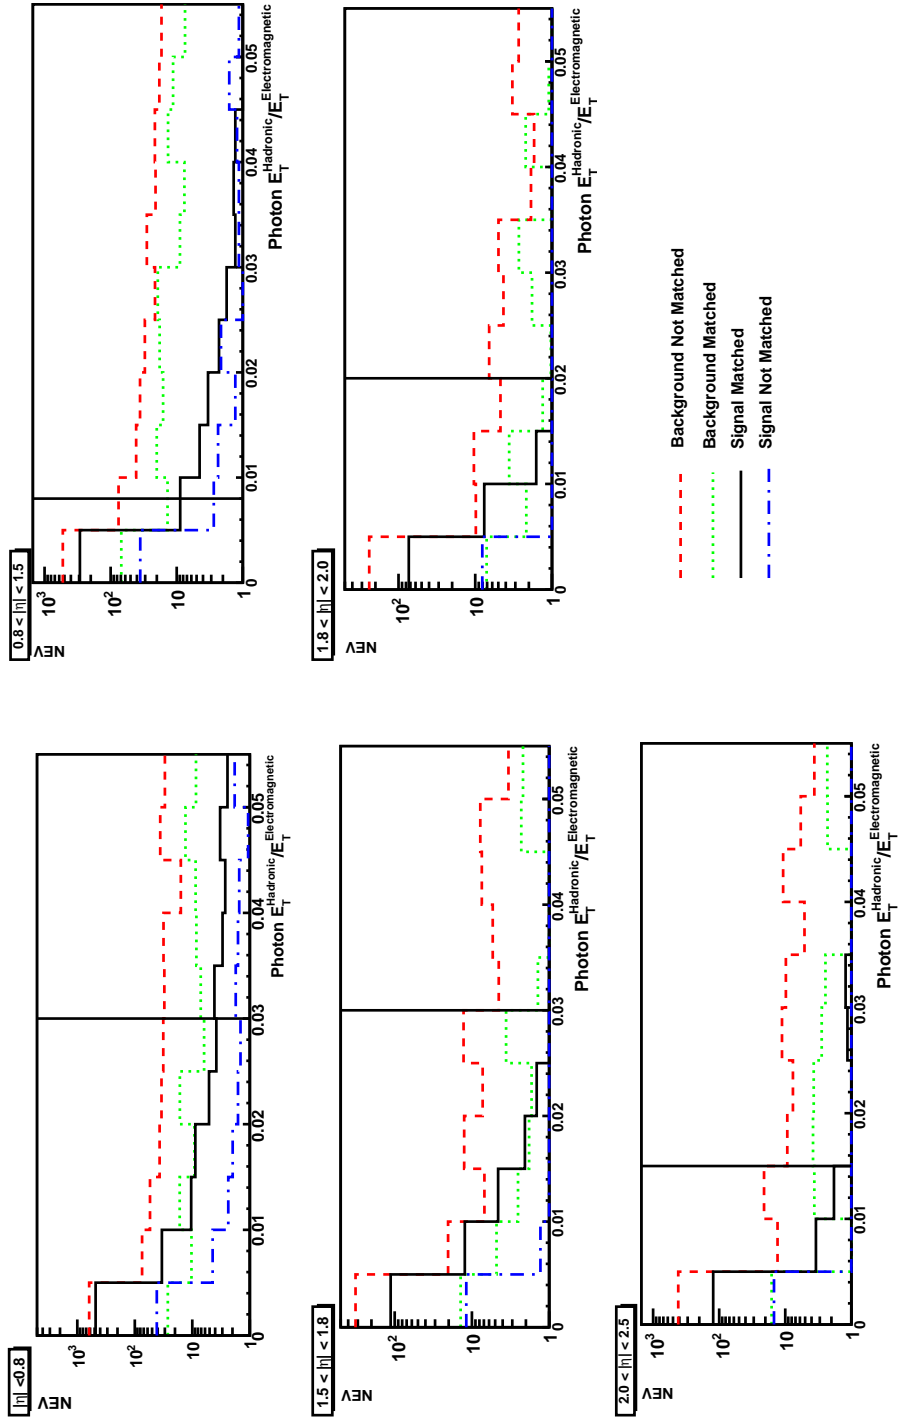 |η| <0.8
NEV
10³
10²
10
1
0
0.01
0.02
0.03
0.04
0.05
Photon E_T^Hadronic/E_T^Electromagnetic
0.8 < |η| < 1.5
NEV
10³
10²
10
1
0
0.01
0.02
0.03
0.04
0.05
Photon E_T^Hadronic/E_T^Electromagnetic
1.5 < |η| < 1.8
NEV
10²
10
1
0
0.01
0.02
0.03
0.04
0.05
Photon E_T^Hadronic/E_T^Electromagnetic
1.8 < |η| < 2.0
NEV
10²
10
1
0
0.01
0.02
0.03
0.04
0.05
Photon E_T^Hadronic/E_T^Electromagnetic
2.0 < |η| < 2.5
NEV
10³
10²
10
1
0
0.01
0.02
0.03
0.04
0.05
Photon E_T^Hadronic/E_T^Electromagnetic
Background Not Matched
Background Matched
Signal Matched
Signal Not Matched